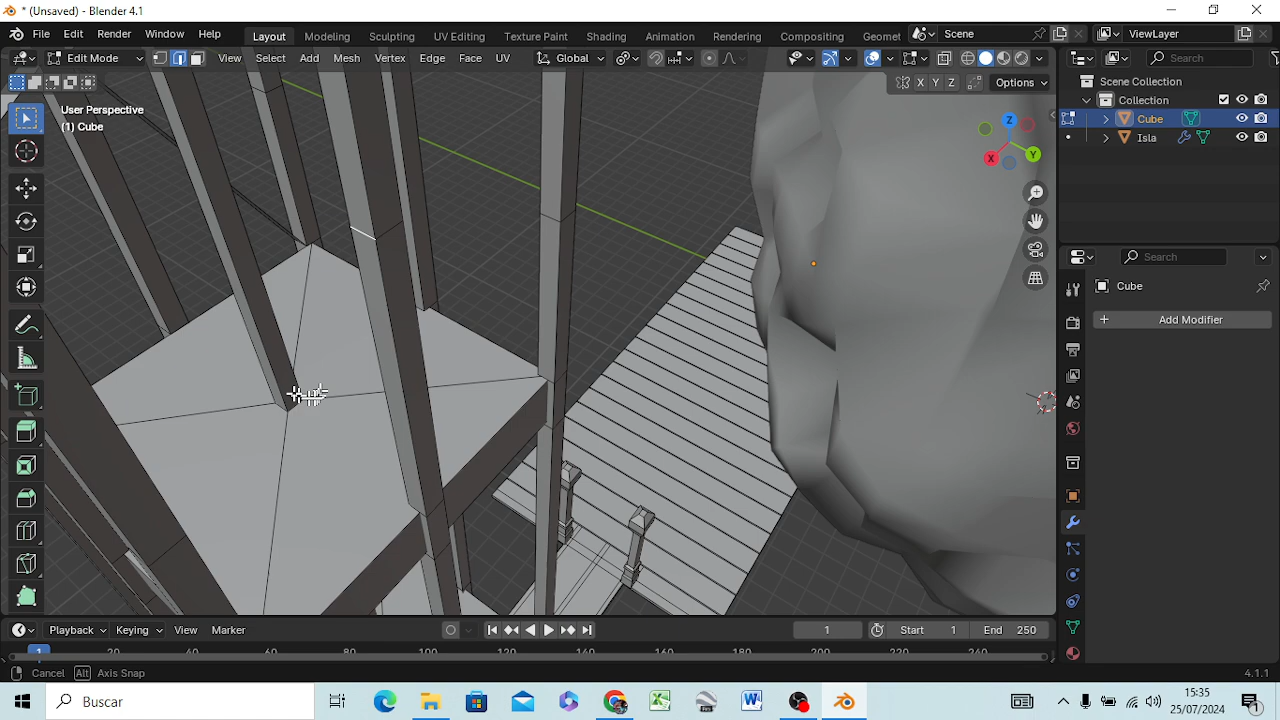 * (Unsaved) - Blender 4.1
File Edit Render Window Help Layout Modeling Sculpting UV Editing Texture Paint Shading Animation Rendering Compositing Geomet Scene ViewLayer
Edit Mode View Select Add Mesh Vertex Edge Face UV Global Search
X Y Z Options
User Perspective
(1) Cube
Scene Collection
Collection
Cube
Isla
Z
X
Y
Search
Cube
Add Modifier
Playback Keying View Marker 1 Start 1 End 250
1 20 40 60 80 100 120 140 160 180 200 220 240
Cancel Alt Axis Snap 4.1.1
Buscar
15:35
25/07/2024
1